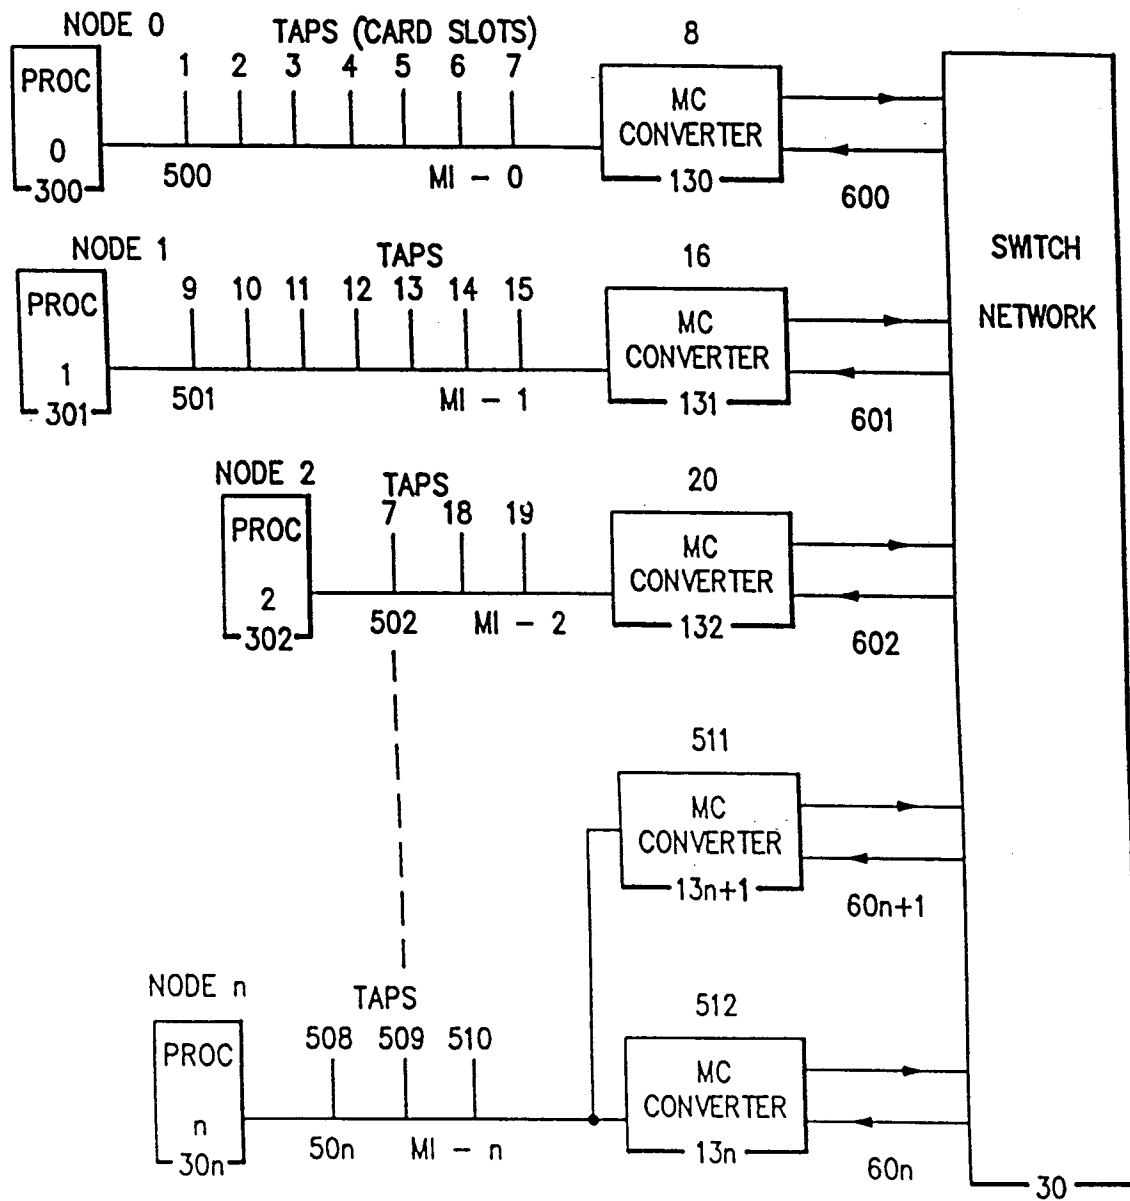 NODE 0
TAPS (CARD SLOTS)
8
1 2 3 4 5 6 7
PROC
0
300
500
MI - 0
MC
CONVERTER
130
600
SWITCH
NETWORK
30
NODE 1
TAPS
16
9 10 11 12 13 14 15
PROC
1
301
501
MI - 1
MC
CONVERTER
131
601
NODE 2
TAPS
20
7 18 19
PROC
2
302
502
MI - 2
MC
CONVERTER
132
602
511
MC
CONVERTER
13n+1
60n+1
NODE n
TAPS
512
508 509 510
PROC
n
30n
50n
MI - n
MC
CONVERTER
13n
60n